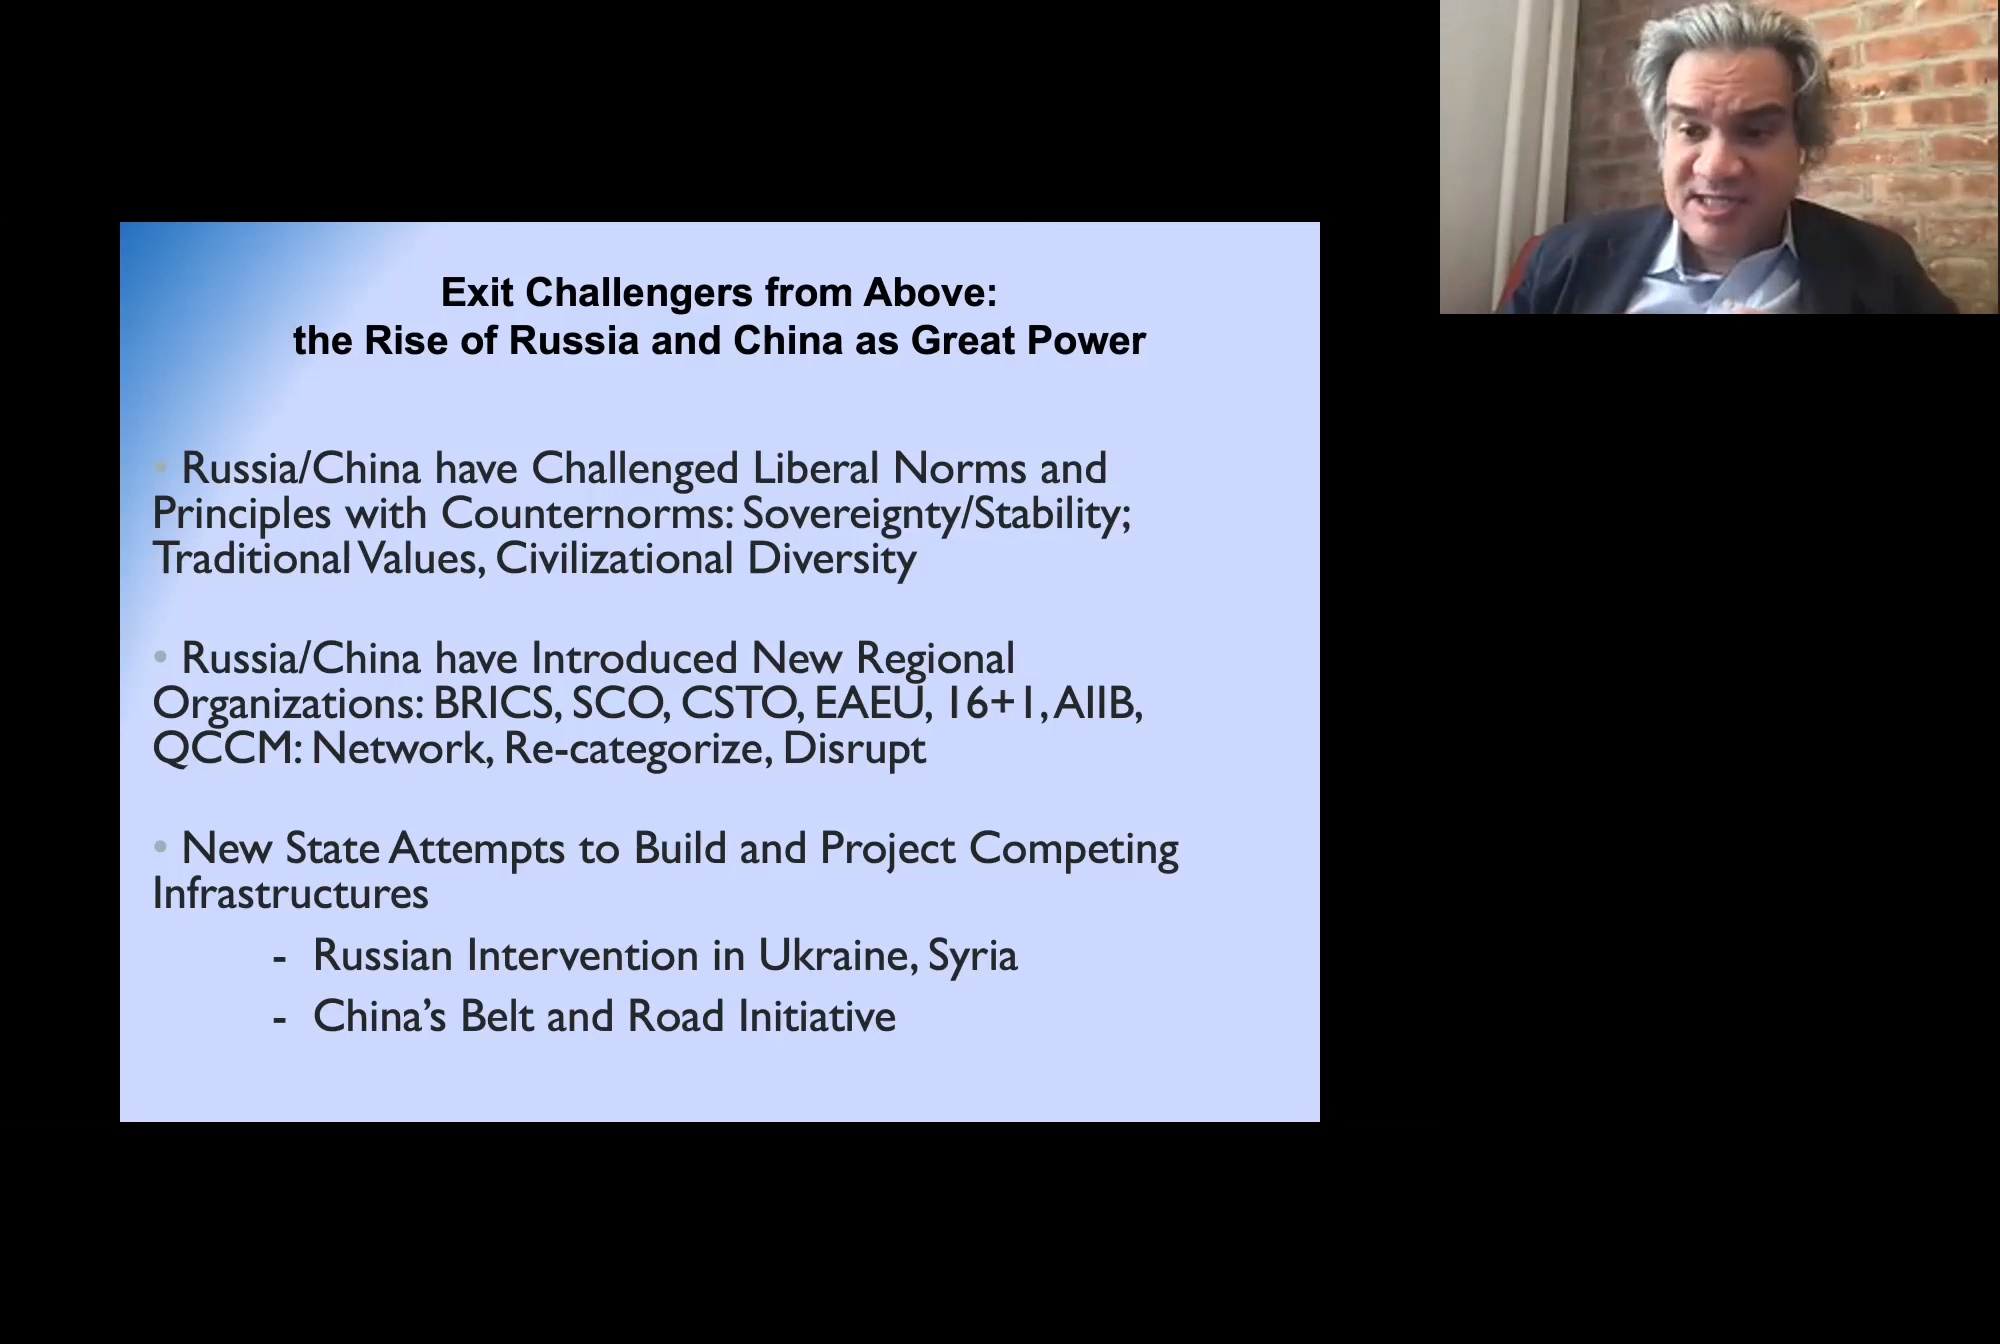 Exit Challengers from Above:
the Rise of Russia and China as Great Power
• Russia/China have Challenged Liberal Norms and
Principles with Counternorms: Sovereignty/Stability;
Traditional Values, Civilizational Diversity
• Russia/China have Introduced New Regional
Organizations: BRICS, SCO, CSTO, EAEU, 16+1, AIIB,
QCCM: Network, Re-categorize, Disrupt
• New State Attempts to Build and Project Competing
Infrastructures
- Russian Intervention in Ukraine, Syria
- China’s Belt and Road Initiative